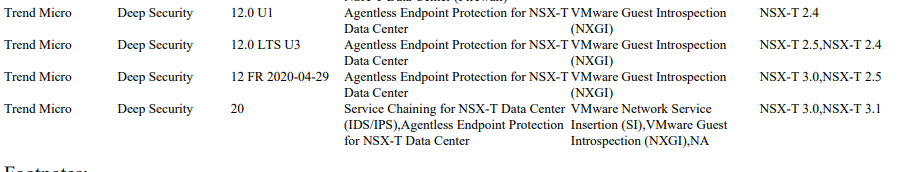 Trend Micro Deep Security 12.0 U1 Agentless Endpoint Protection for NSX-T VMware Guest Introspection NSX-T 2.4
Data Center (NXGI)
Trend Micro Deep Security 12.0 LTS U3 Agentless Endpoint Protection for NSX-T VMware Guest Introspection NSX-T 2.5,NSX-T 2.4
Data Center (NXGI)
Trend Micro Deep Security 12 FR 2020-04-29 Agentless Endpoint Protection for NSX-T VMware Guest Introspection NSX-T 3.0,NSX-T 2.5
Data Center (NXGI)
Trend Micro Deep Security 20 Service Chaining for NSX-T Data Center VMware Network Service NSX-T 3.0,NSX-T 3.1
(IDS/IPS),Agentless Endpoint Protection Insertion (SI),VMware Guest
for NSX-T Data Center Introspection (NXGI),NA